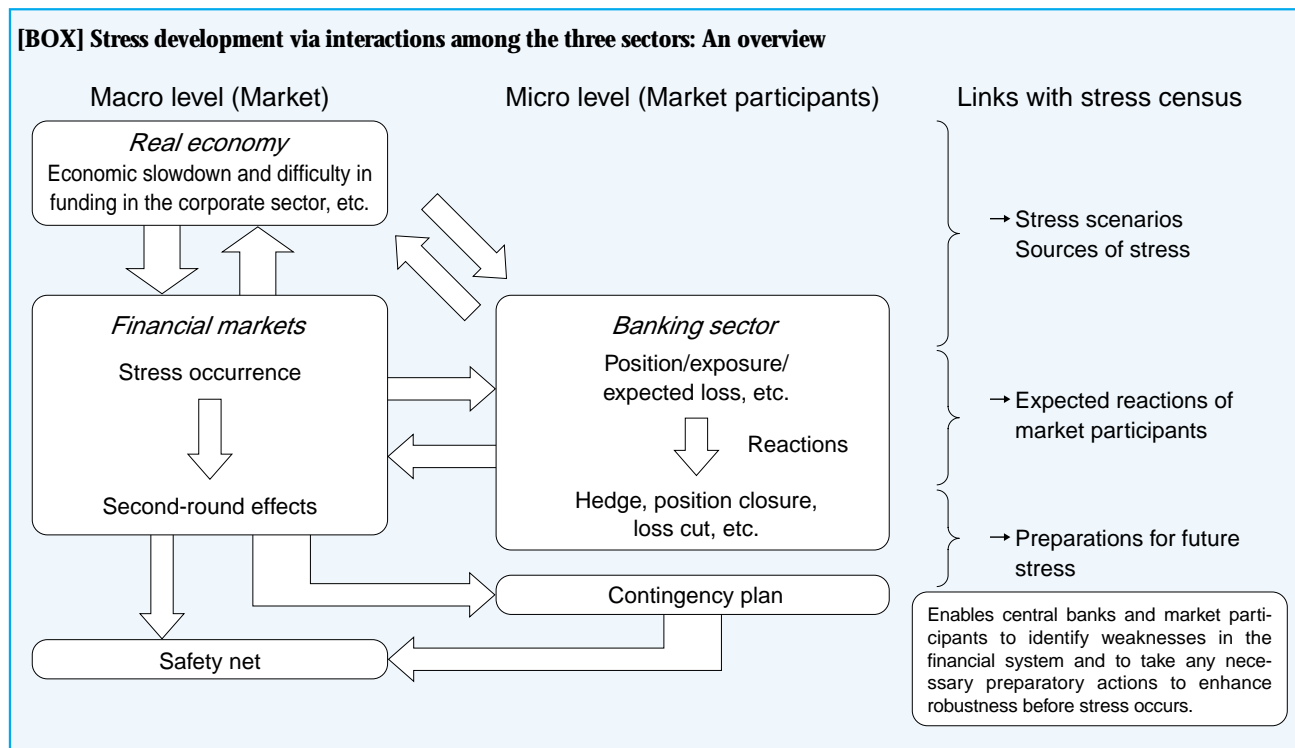 [BOX] Stress development via interactions among the three sectors: An overview
Macro level (Market)
Micro level (Market participants)
Links with stress census
Real economy
Economic slowdown and difficulty in
funding in the corporate sector, etc.
Financial markets
Stress occurrence
Second-round effects
Banking sector
Position/exposure/
expected loss, etc.
Reactions
Hedge, position closure,
loss cut, etc.
Contingency plan
Safety net
→ Stress scenarios
Sources of stress
→ Expected reactions of
market participants
→ Preparations for future
stress
Enables central banks and market parti-
cipants to identify weaknesses in the
financial system and to take any nece-
ssary preparatory actions to enhance
robustness before stress occurs.